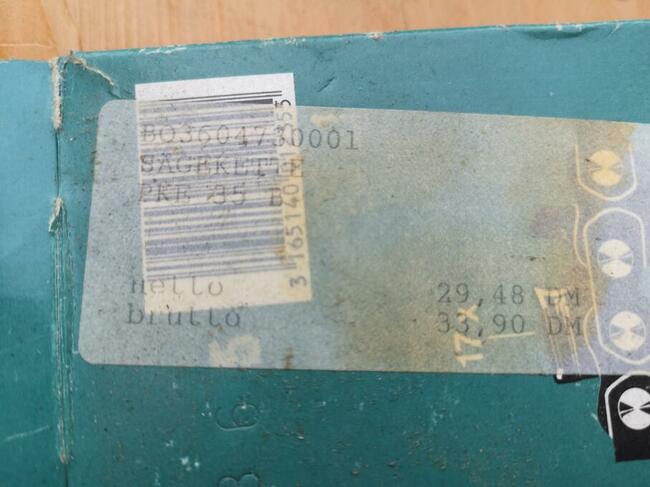 BO3604730001
SÄGEKETTE
PKE 35 B
netto 29,48 DM
brutto 33,90 DM
17X